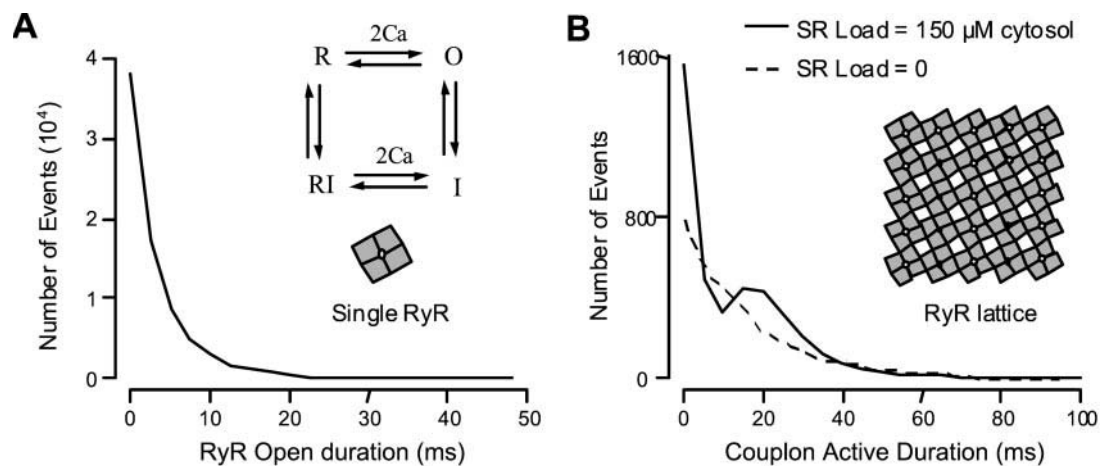 A
Number of Events (10⁴)
4
3
2
1
0
0 10 20 30 40 50
RyR Open duration (ms)
R 2Ca O
RI 2Ca I
Single RyR
B
SR Load = 150 µM cytosol
SR Load = 0
Number of Events
1600
800
0
0 20 40 60 80 100
Couplon Active Duration (ms)
RyR lattice